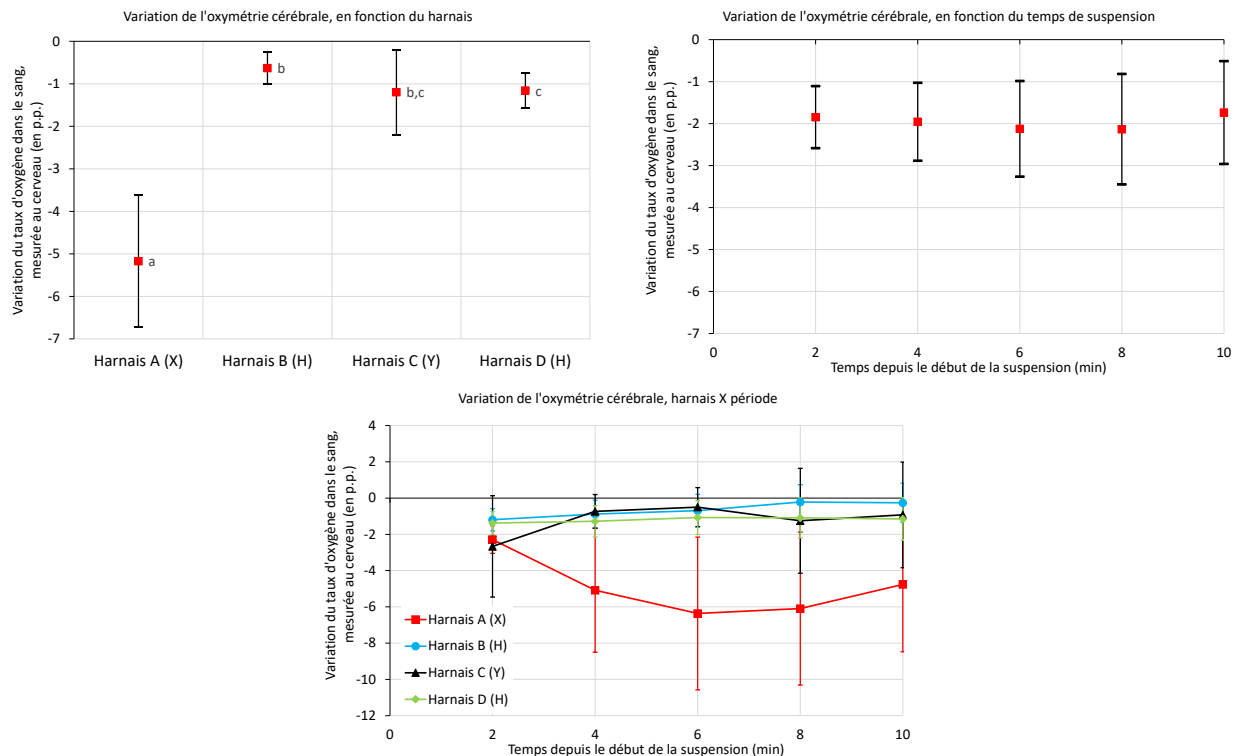 Variation de l'oxymétrie cérébrale, en fonction du harnais
Variation du taux d'oxygène dans le sang,
mesurée au cerveau (en p.p.)
0
-1
-2
-3
-4
-5
-6
-7
a
b
b,c
c
Harnais A (X)
Harnais B (H)
Harnais C (Y)
Harnais D (H)
Variation de l'oxymétrie cérébrale, en fonction du temps de suspension
Variation du taux d'oxygène dans le sang,
mesurée au cerveau (en p.p.)
0
-1
-2
-3
-4
-5
-6
-7
0
2
4
6
8
10
Temps depuis le début de la suspension (min)
Variation de l'oxymétrie cérébrale, harnais X période
Variation du taux d'oxygène dans le sang,
mesurée au cerveau (en p.p.)
4
2
0
-2
-4
-6
-8
-10
-12
0
2
4
6
8
10
Harnais A (X)
Harnais B (H)
Harnais C (Y)
Harnais D (H)
Temps depuis le début de la suspension (min)